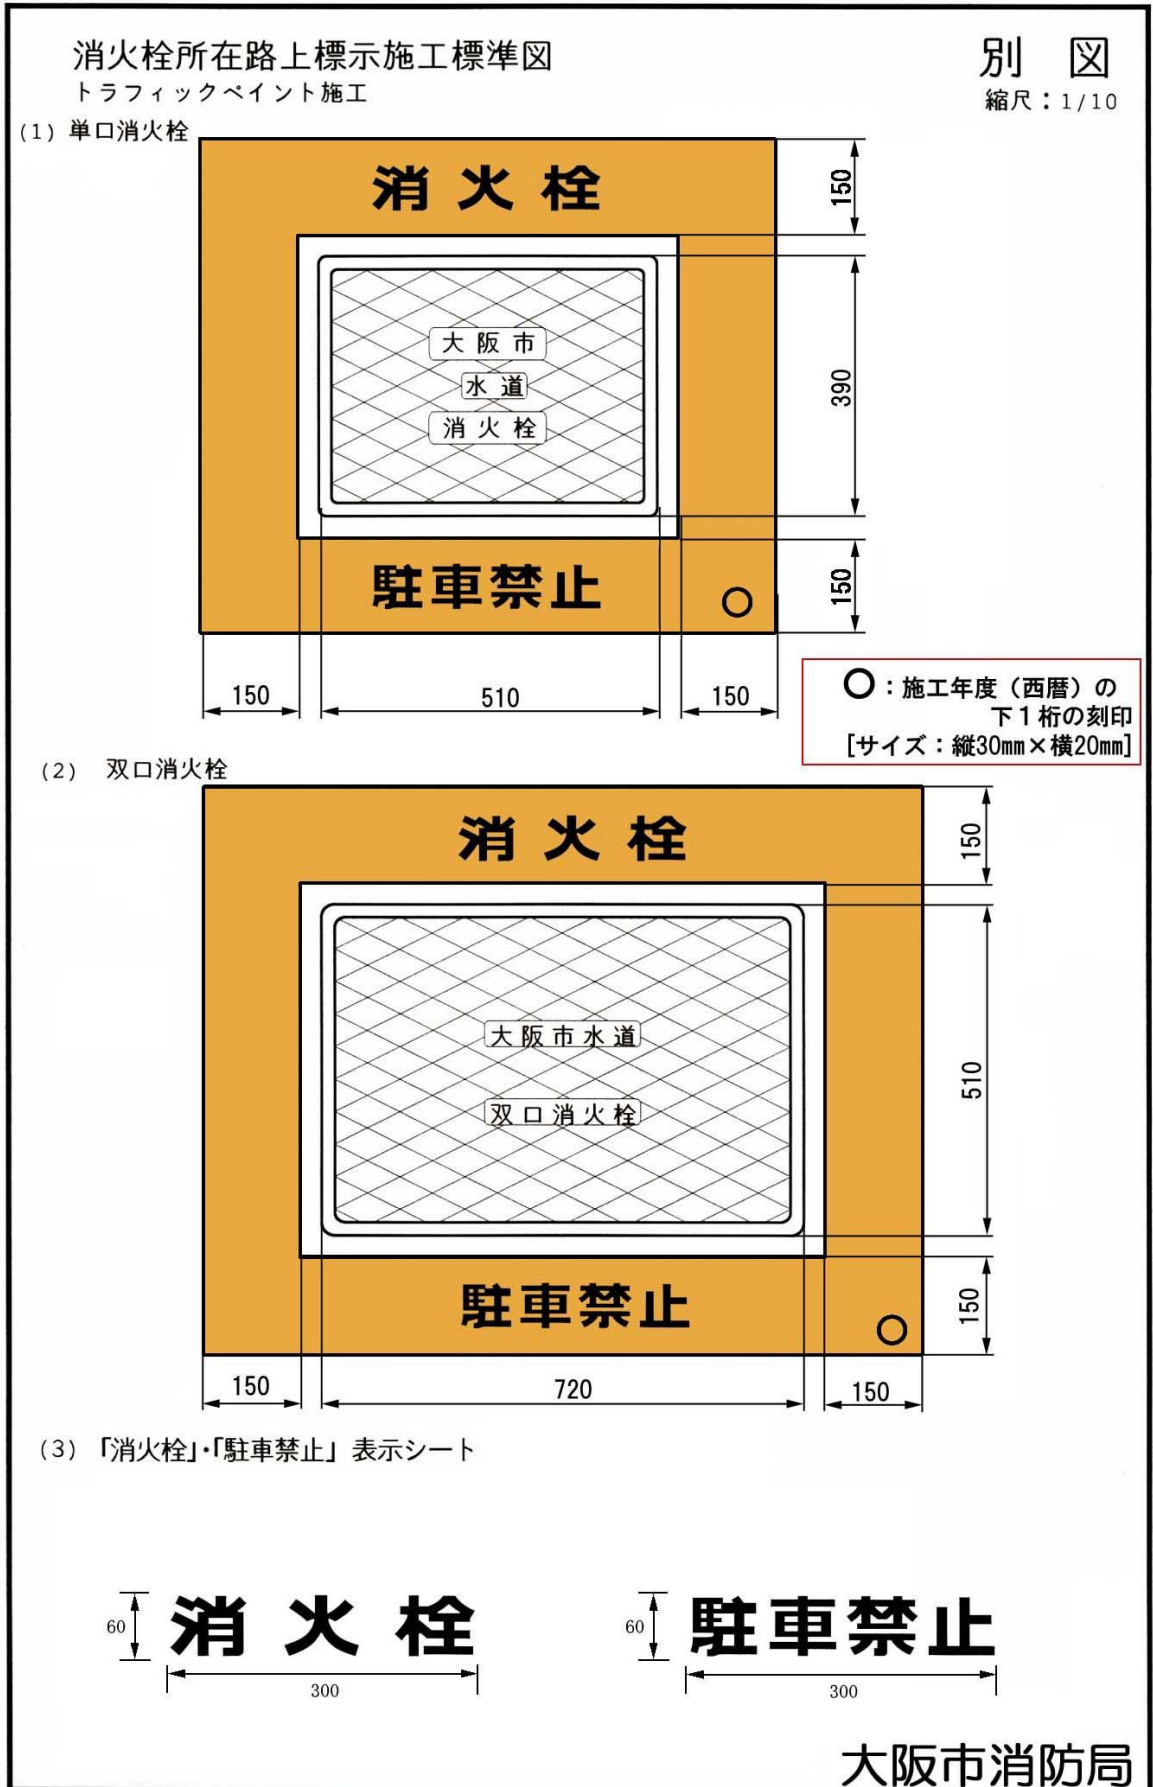 消火栓所在路上標示施工標準図
別 図
トラフィックペイント施工
縮尺：1/10
(1) 単口消火栓
消 火 栓
150
大 阪 市
水 道
消 火 栓
390
駐車禁止
150
150
510
150
○：施工年度（西暦）の
下１桁の刻印
[サイズ：縦30㎜×横20㎜]
(2) 双口消火栓
消 火 栓
150
大阪市水道
双口消火栓
510
駐車禁止
150
150
720
150
(3) 「消火栓」・「駐車禁止」 表示シート
60
消 火 栓
300
60
駐車禁止
300
大阪市消防局